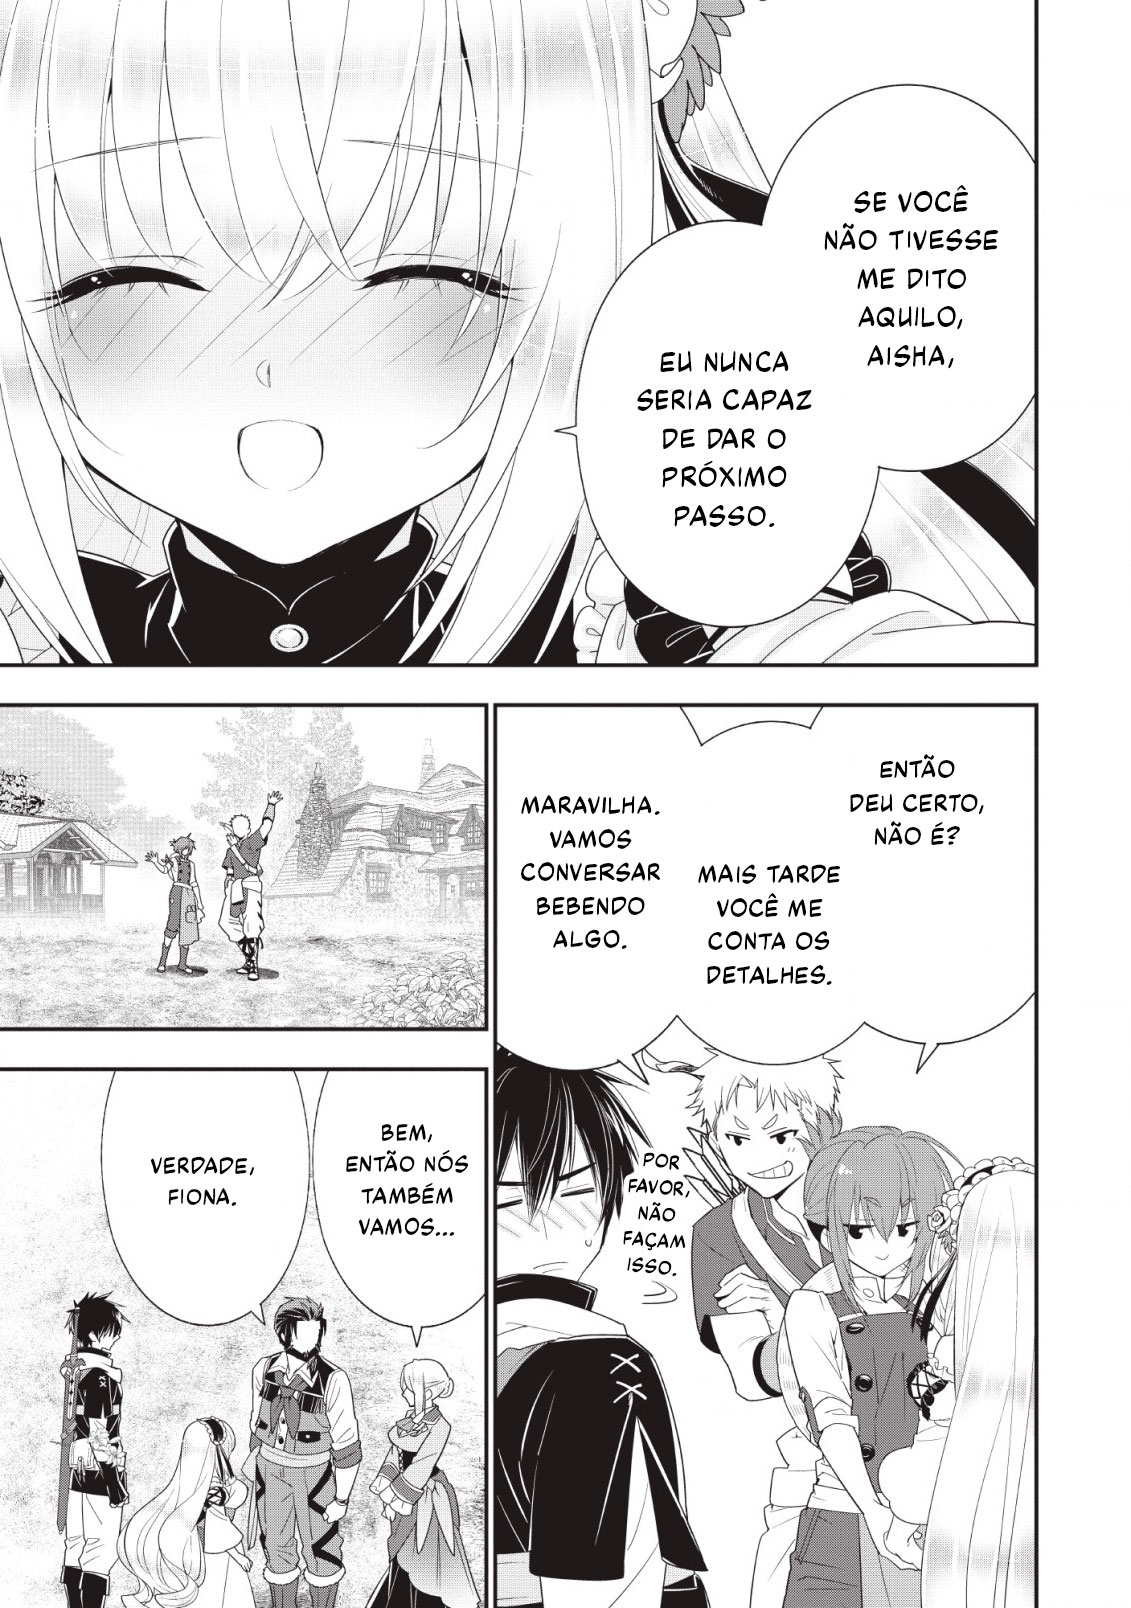 SE VOCÊ
NÃO TIVESSE
ME DITO
AQUILO,
AISHA,
EU NUNCA
SERIA CAPAZ
DE DAR O
PRÓXIMO
PASSO.
ENTÃO
DEU CERTO,
NÃO É?
MAIS TARDE
VOCÊ ME
CONTA OS
DETALHES.
MARAVILHA.
VAMOS
CONVERSAR
BEBENDO
ALGO.
POR
FAVOR,
NÃO
FAÇAM
ISSO.
BEM,
ENTÃO NÓS
TAMBÉM
VAMOS...
VERDADE,
FIONA.